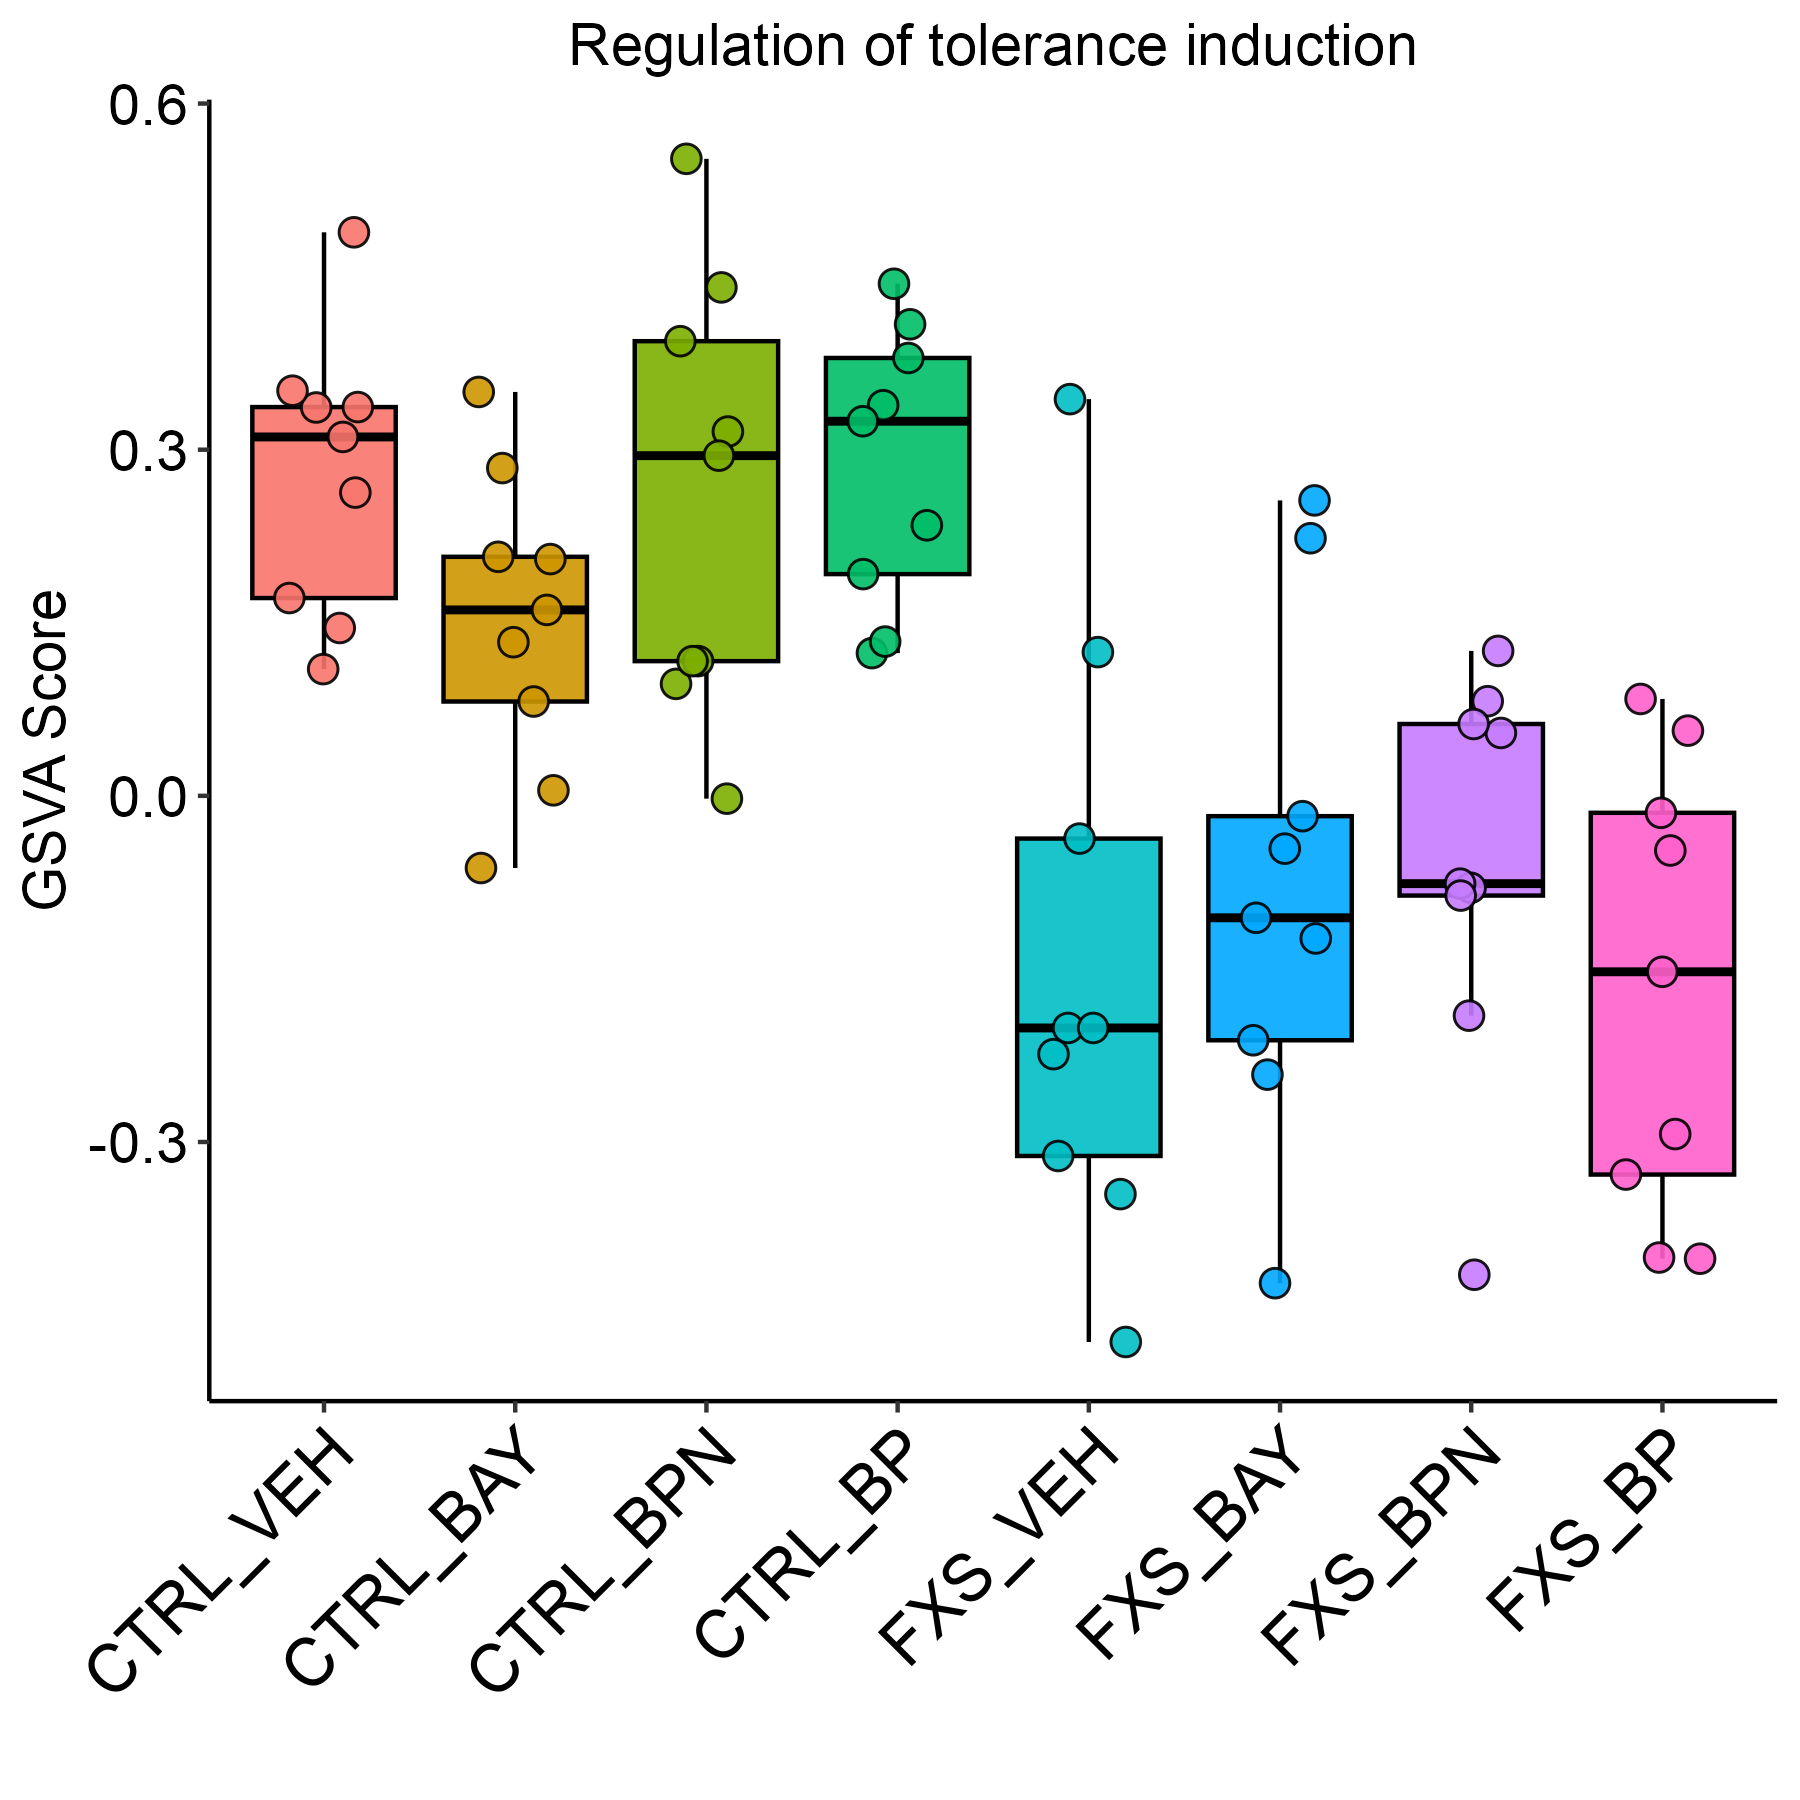 Regulation of tolerance induction
GSVA Score
0.6
0.3
0.0
-0.3
CTRL_VEH
CTRL_BAY
CTRL_BPN
CTRL_BP
FXS_VEH
FXS_BAY
FXS_BPN
FXS_BP